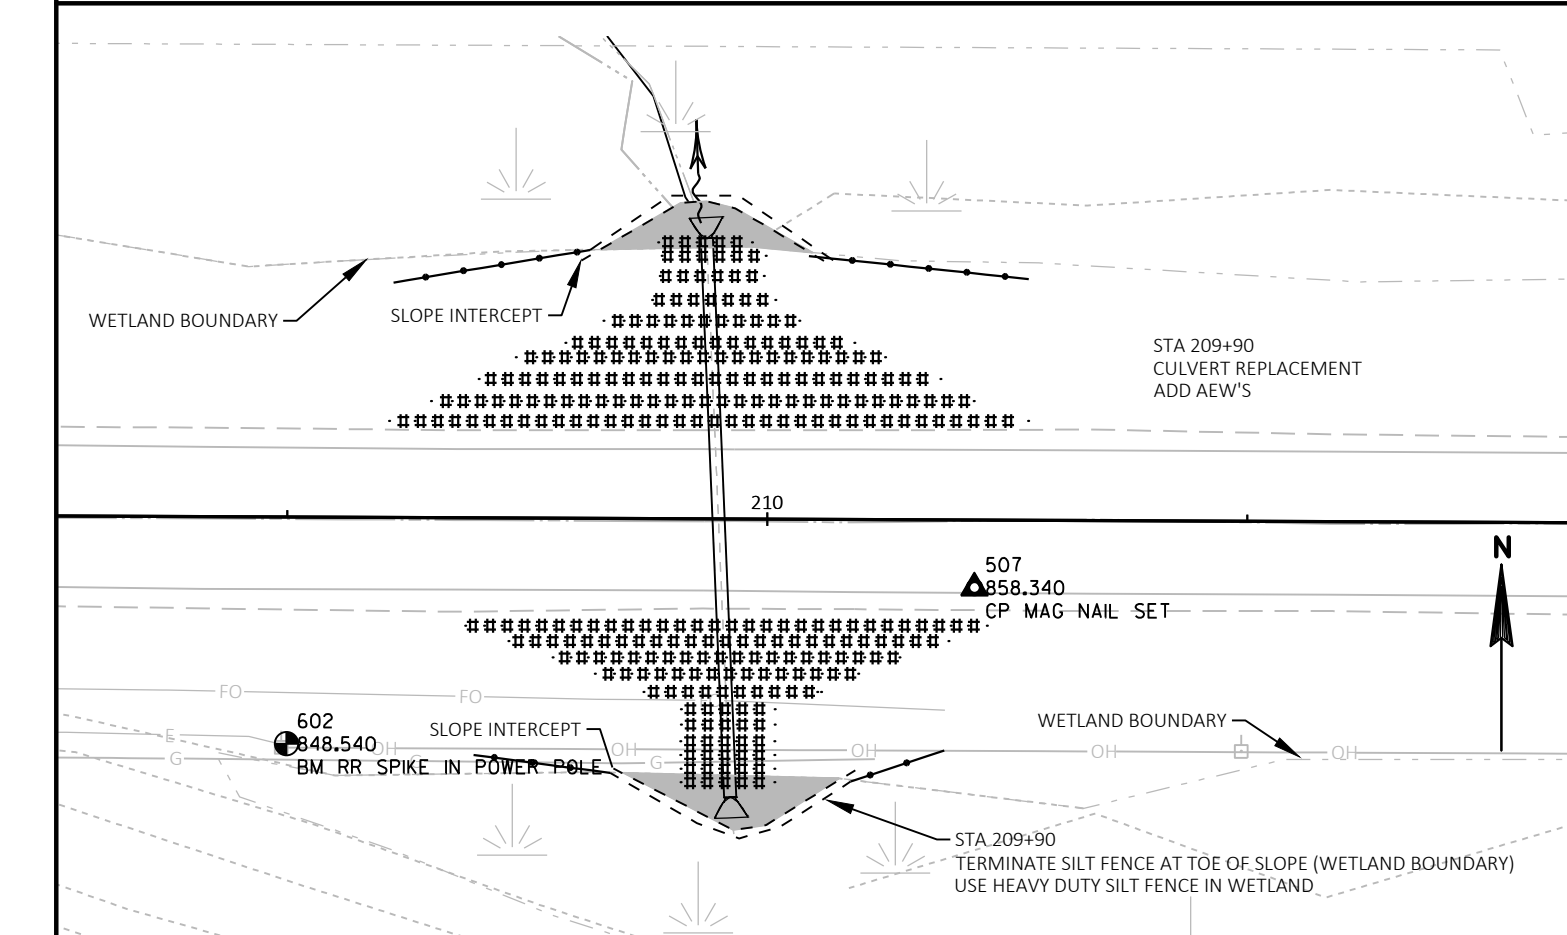 WETLAND BOUNDARY
SLOPE INTERCEPT
STA 209+90
CULVERT REPLACEMENT
ADD AEW'S
210
N
507
858.340
CP MAG NAIL SET
FO
FO
602
848.540
BM RR SPIKE IN POWER POLE
SLOPE INTERCEPT
WETLAND BOUNDARY
E
G
OH
G
OH
G
OH
OH
OH
STA 209+90
TERMINATE SILT FENCE AT TOE OF SLOPE (WETLAND BOUNDARY)
USE HEAVY DUTY SILT FENCE IN WETLAND